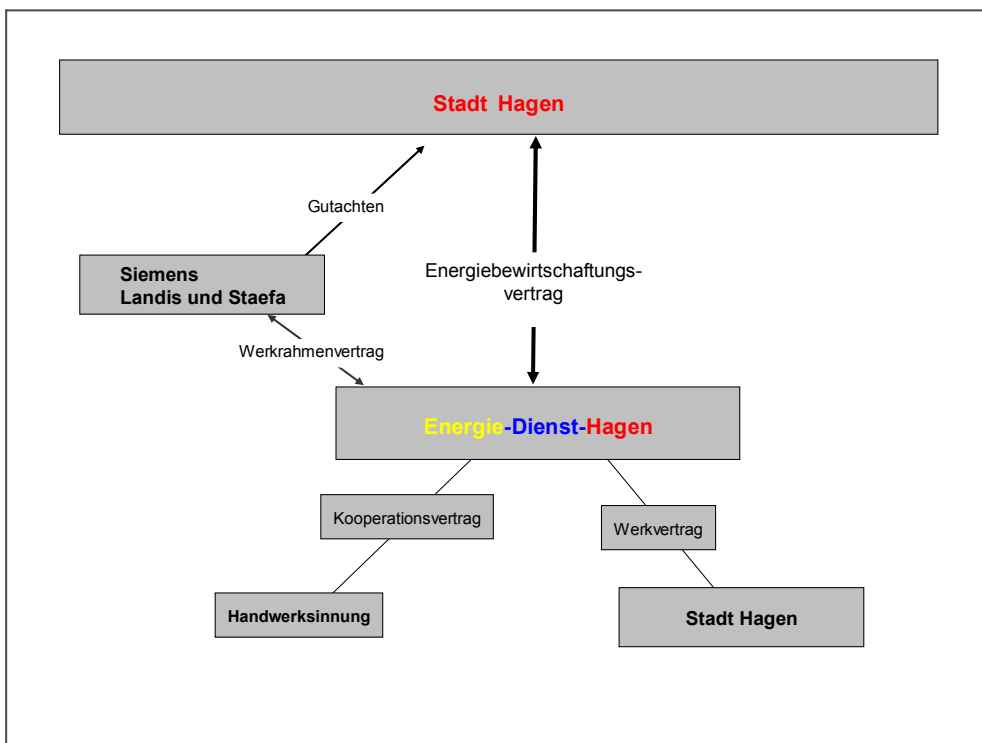 Stadt Hagen
Gutachten
Siemens
Landis und Staefa
Energiebewirtschaftungs-
vertrag
Werkrahmenvertrag
Energie-Dienst-Hagen
Kooperationsvertrag
Werkvertrag
Handwerksinnung
Stadt Hagen